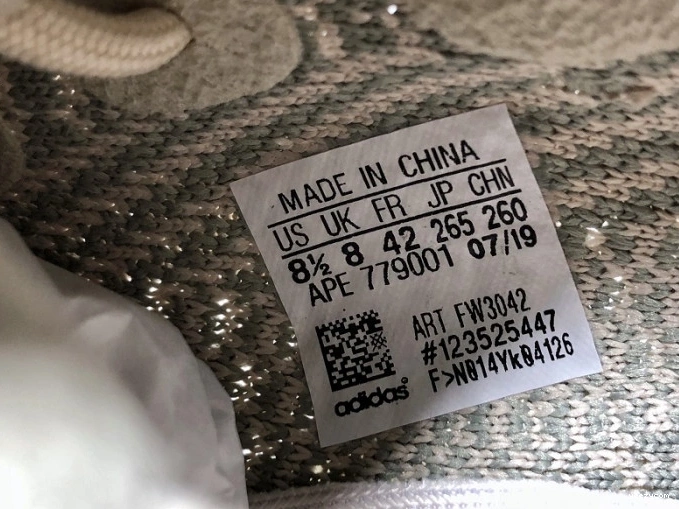 MADE IN CHINA
US UK FR JP CHN
8½ 8 42 265 260
APE 779001 07/19
ART FW3042
#123525447
F>N014Yk04126
adidas®